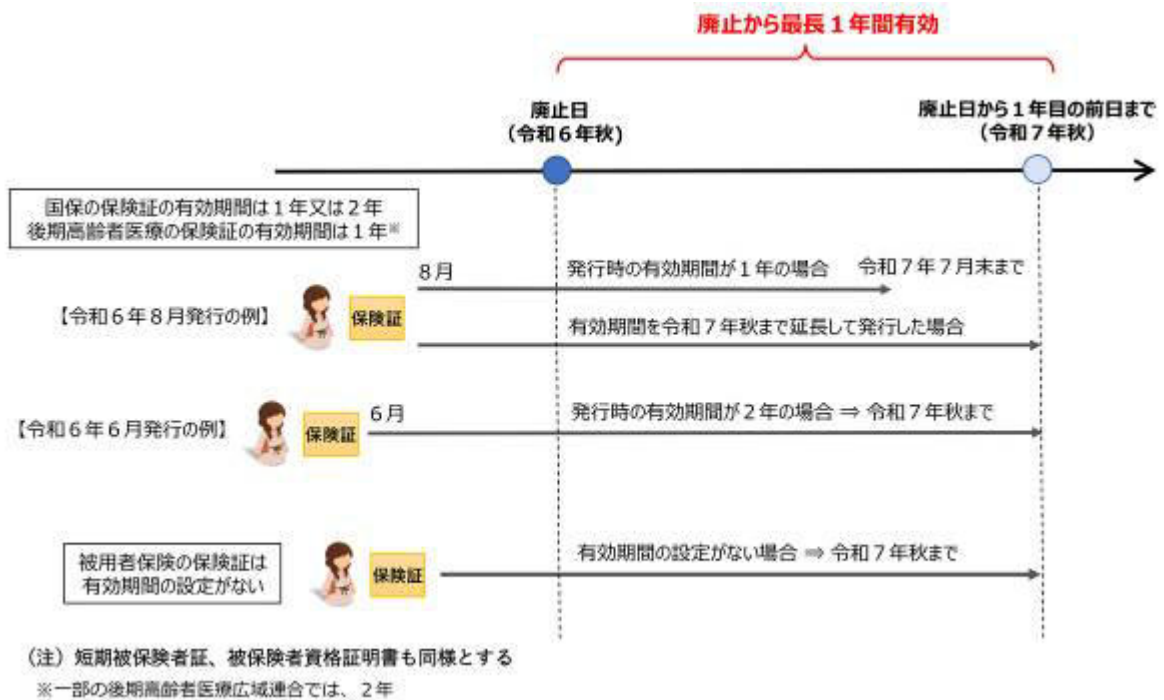 廃止から最長１年間有効
廃止日
（令和６年秋）
廃止日から１年目の前日まで
（令和７年秋）
国保の保険証の有効期間は１年又は２年
後期高齢者医療の保険証の有効期間は１年※
8月
発行時の有効期間が１年の場合
令和７年７月末まで
【令和６年８月発行の例】
保険証
有効期間を令和７年秋まで延長して発行した場合
6月
発行時の有効期間が２年の場合 ⇒ 令和７年秋まで
【令和６年６月発行の例】
保険証
被用者保険の保険証は
有効期間の設定がない
保険証
有効期間の設定がない場合 ⇒ 令和７年秋まで
（注）短期被保険者証、被保険者資格証明書も同様とする
※一部の後期高齢者医療広域連合では、２年